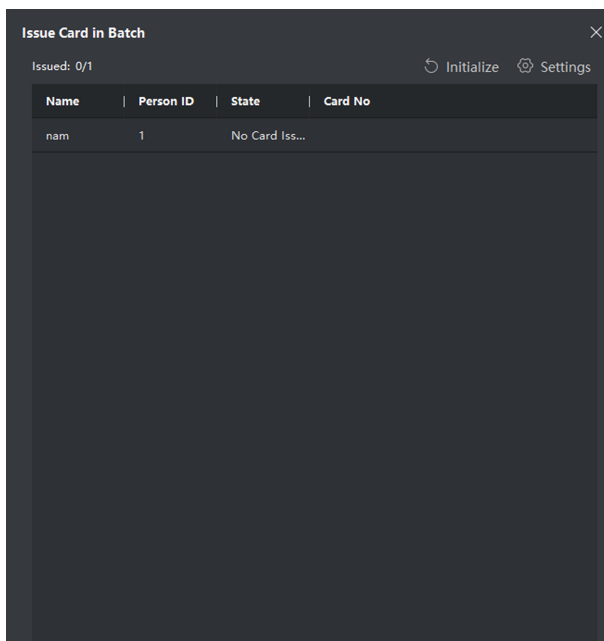 Issue Card in Batch
Issued: 0/1 Initialize Settings
Name Person ID State Card No
nam 1 No Card Iss...